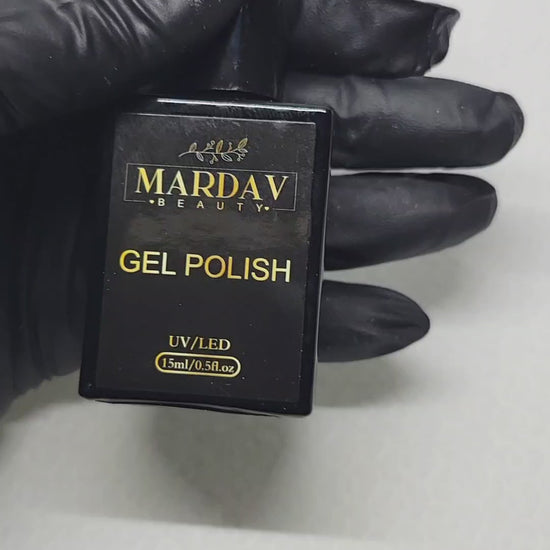 MARDAV
BEAUTY
GEL POLISH
UV/LED
15ml/0.5fl.oz